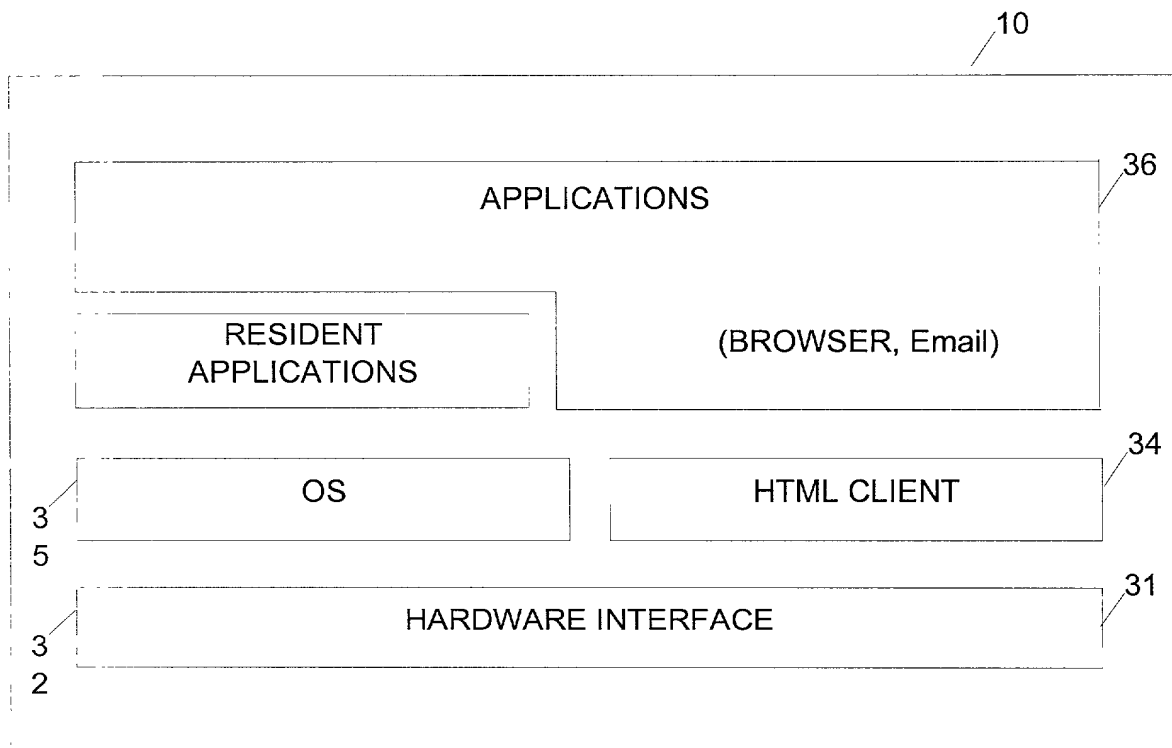 10
36
APPLICATIONS
RESIDENT
APPLICATIONS
(BROWSER, Email)
34
OS
HTML CLIENT
3
5
31
HARDWARE INTERFACE
3
2